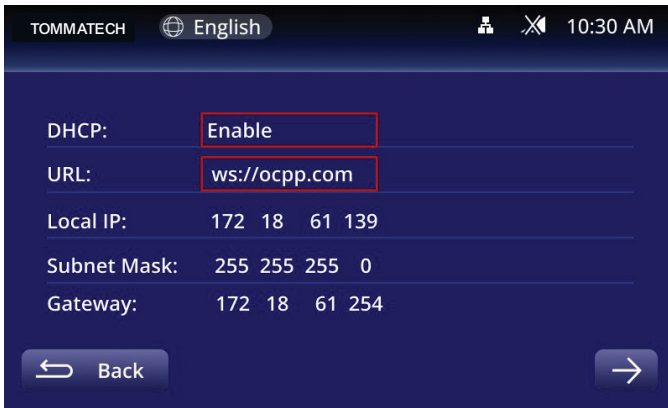 TOMMATECH English 10:30 AM
DHCP: Enable
URL: ws://ocpp.com
Local IP: 172 18 61 139
Subnet Mask: 255 255 255 0
Gateway: 172 18 61 254
Back